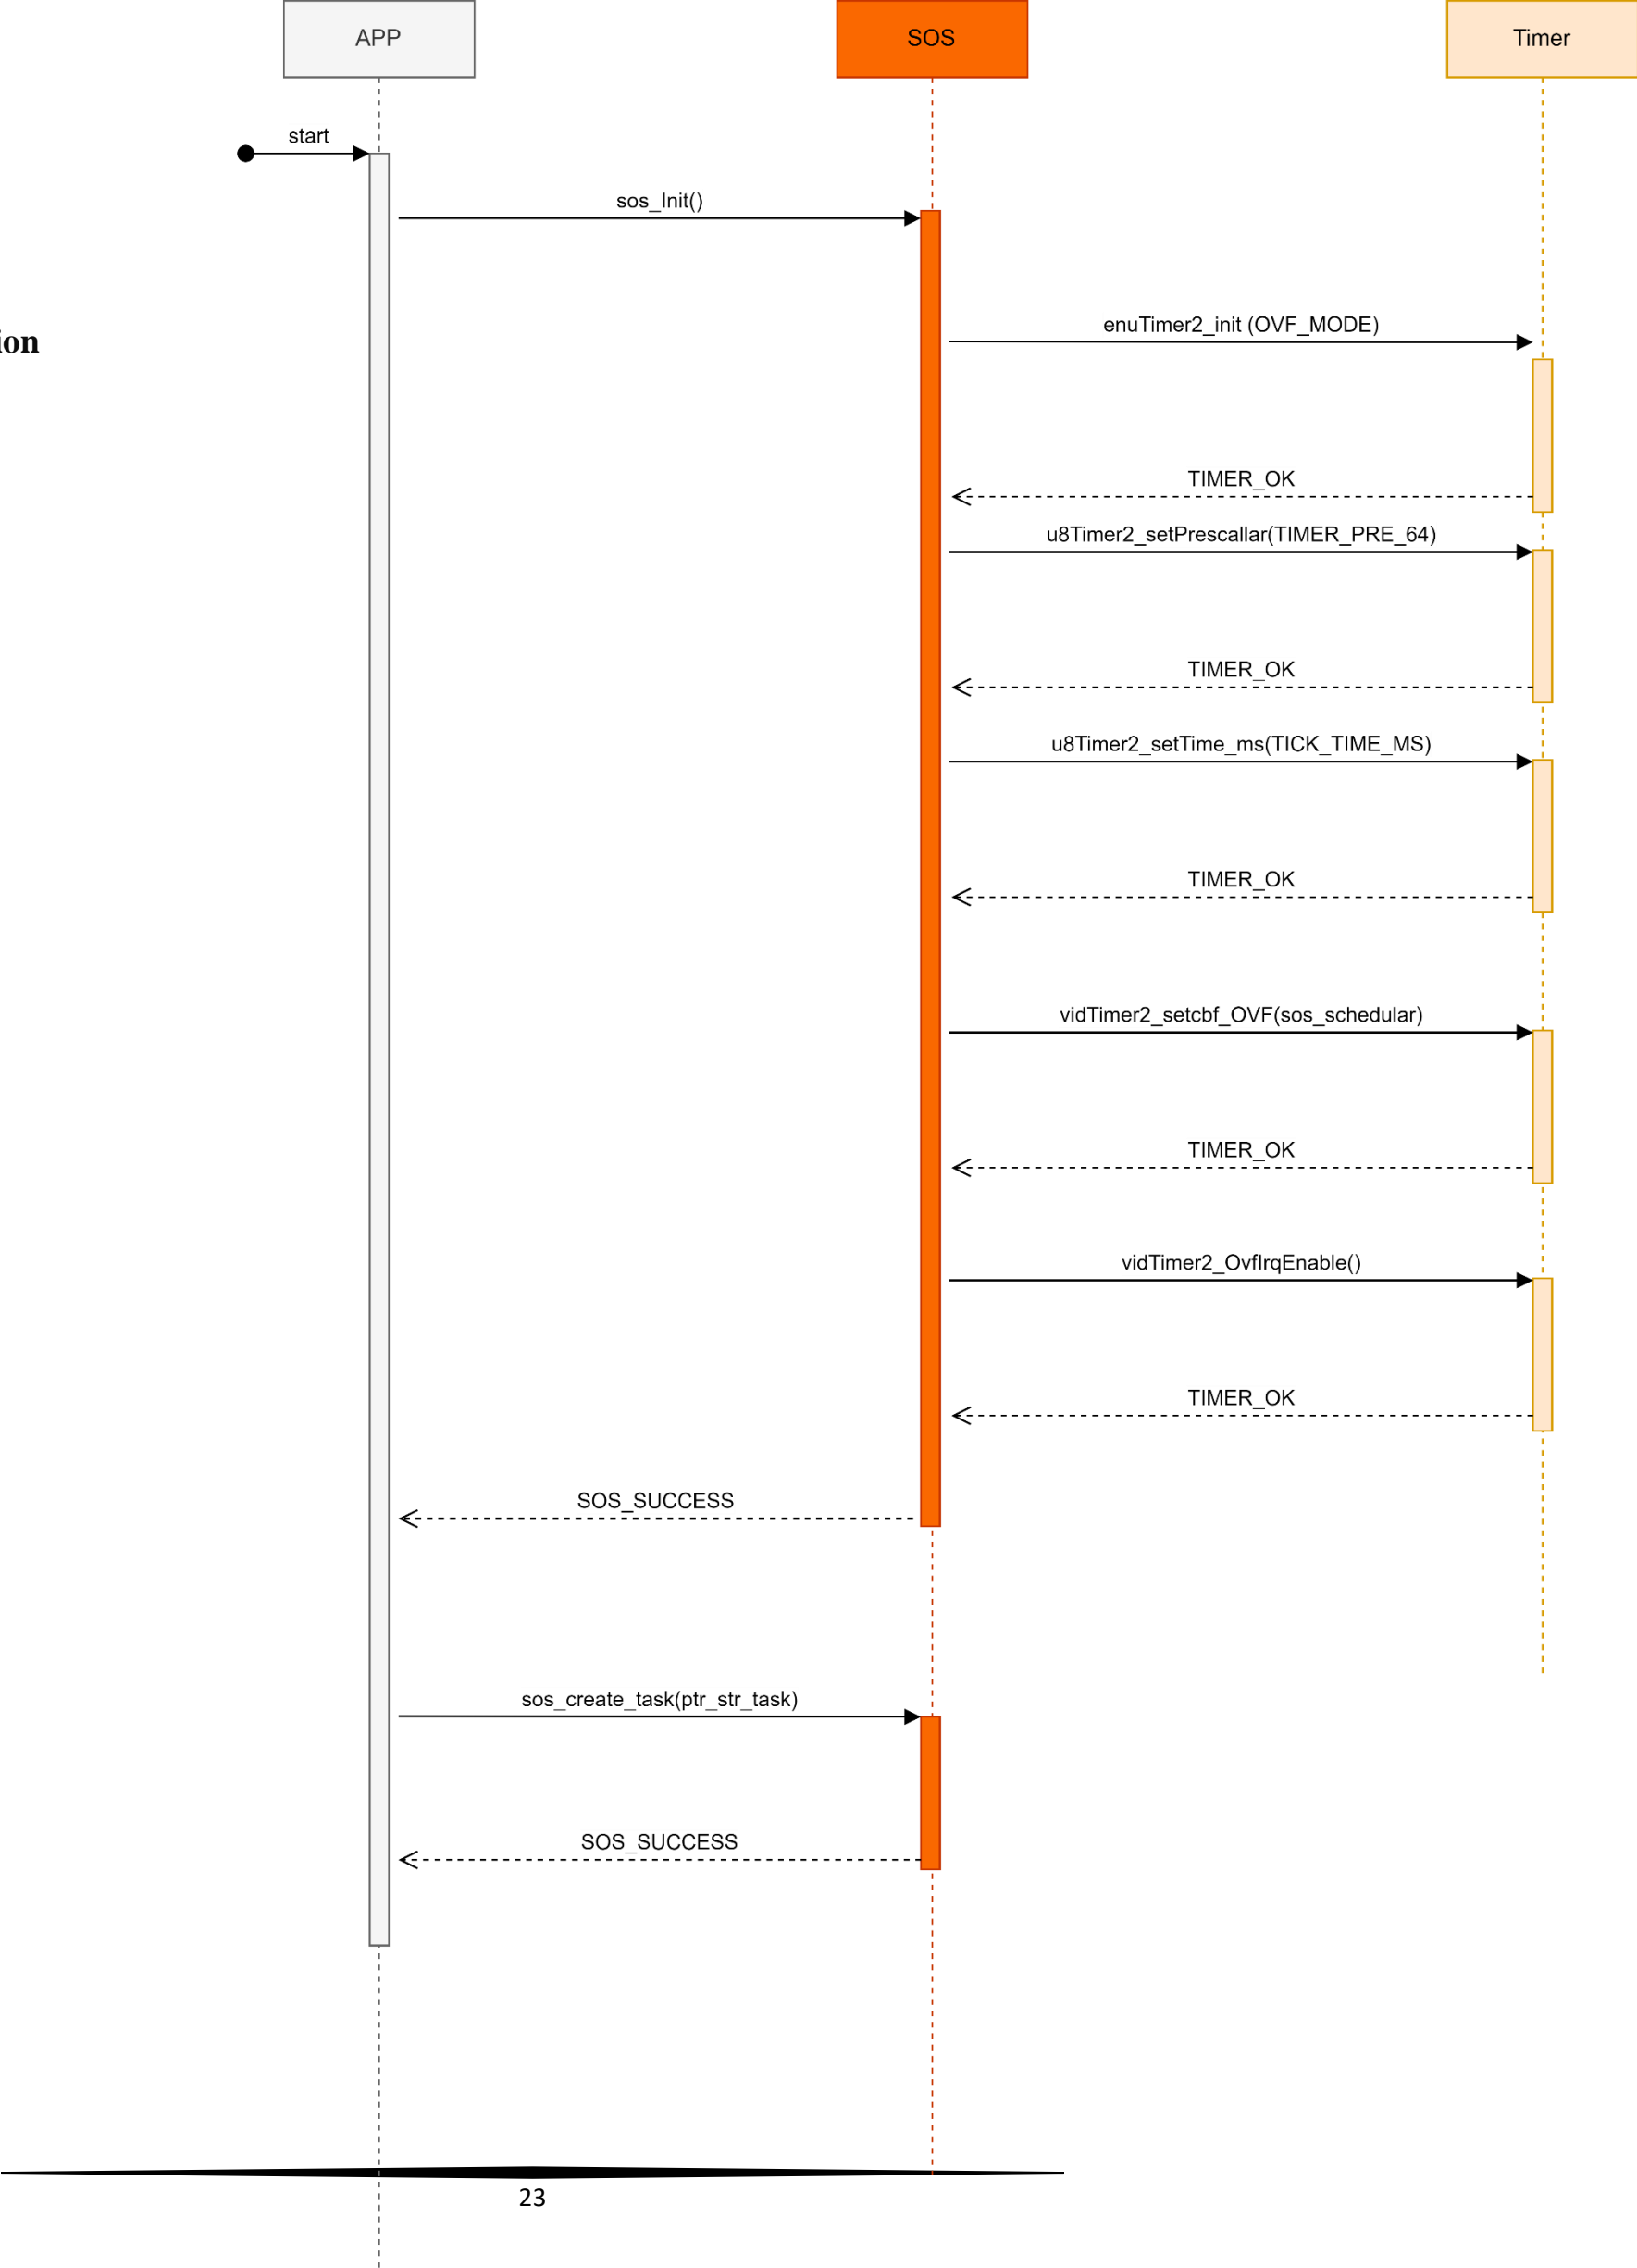 APP
SOS
Timer
start
sos_Init()
enuTimer2_init (OVF_MODE)
ion
TIMER_OK
u8Timer2_setPrescallar(TIMER_PRE_64)
TIMER_OK
u8Timer2_setTime_ms(TICK_TIME_MS)
TIMER_OK
vidTimer2_setcbf_OVF(sos_schedular)
TIMER_OK
vidTimer2_OvfIrqEnable()
TIMER_OK
SOS_SUCCESS
sos_create_task(ptr_str_task)
SOS_SUCCESS
23